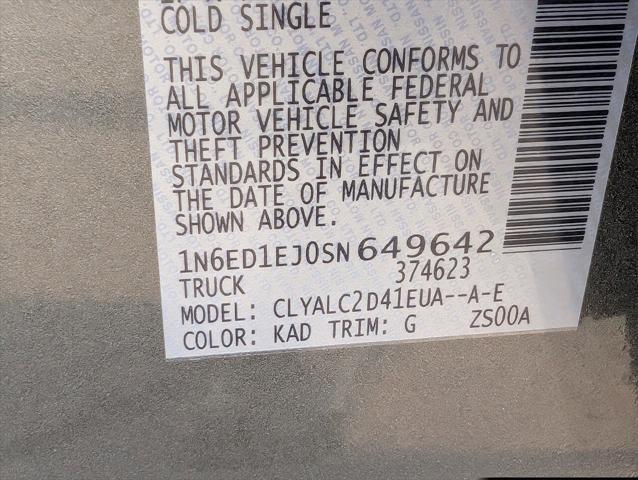 COLD SINGLE
THIS VEHICLE CONFORMS TO
ALL APPLICABLE FEDERAL
MOTOR VEHICLE SAFETY AND
THEFT PREVENTION
STANDARDS IN EFFECT ON
THE DATE OF MANUFACTURE
SHOWN ABOVE.
1N6ED1EJ0SN649642
374623
TRUCK
MODEL: CLYALC2D41EUA--A-E
COLOR: KAD TRIM: G ZS00A